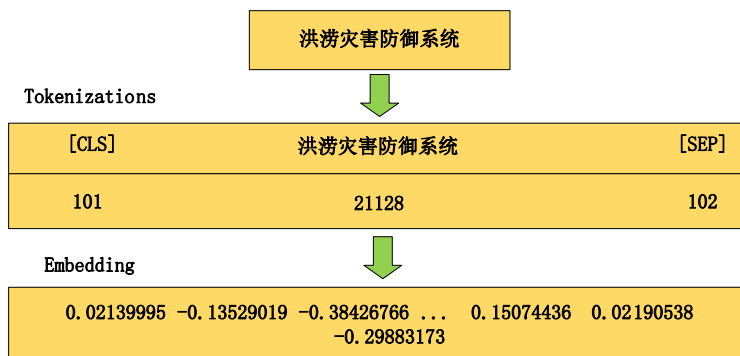 洪涝灾害防御系统
Tokenizations
[CLS] 洪涝灾害防御系统 [SEP]
101 21128 102
Embedding
0.02139995 -0.13529019 -0.38426766 ... 0.15074436 0.02190538
-0.29883173